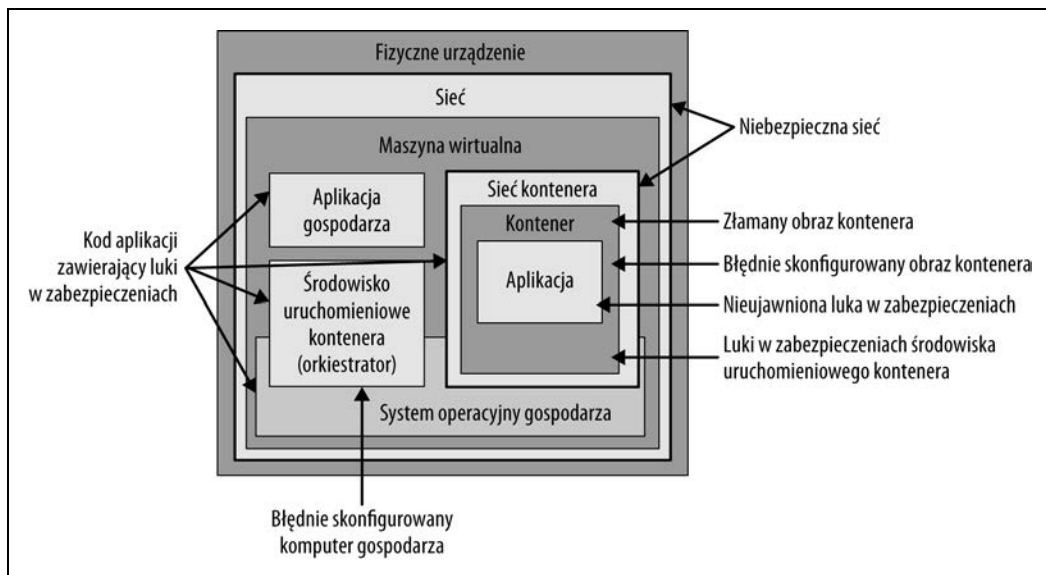 Fizyczne urządzenie
Sieć
Maszyna wirtualna
Aplikacja
gospodarza
Środowisko
uruchomieniowe
kontenera
(orkiestrator)
System operacyjny gospodarza
Sieć kontenera
Kontener
Aplikacja
Kod aplikacji
zawierający luki
w zabezpieczeniach
Niebezpieczna sieć
Złamany obraz kontenera
Błędnie skonfigurowany obraz kontenera
Nieujawniona luka w zabezpieczeniach
Luki w zabezpieczeniach środowiska
uruchomieniowego kontenera
Błędnie skonfigurowany
komputer gospodarza